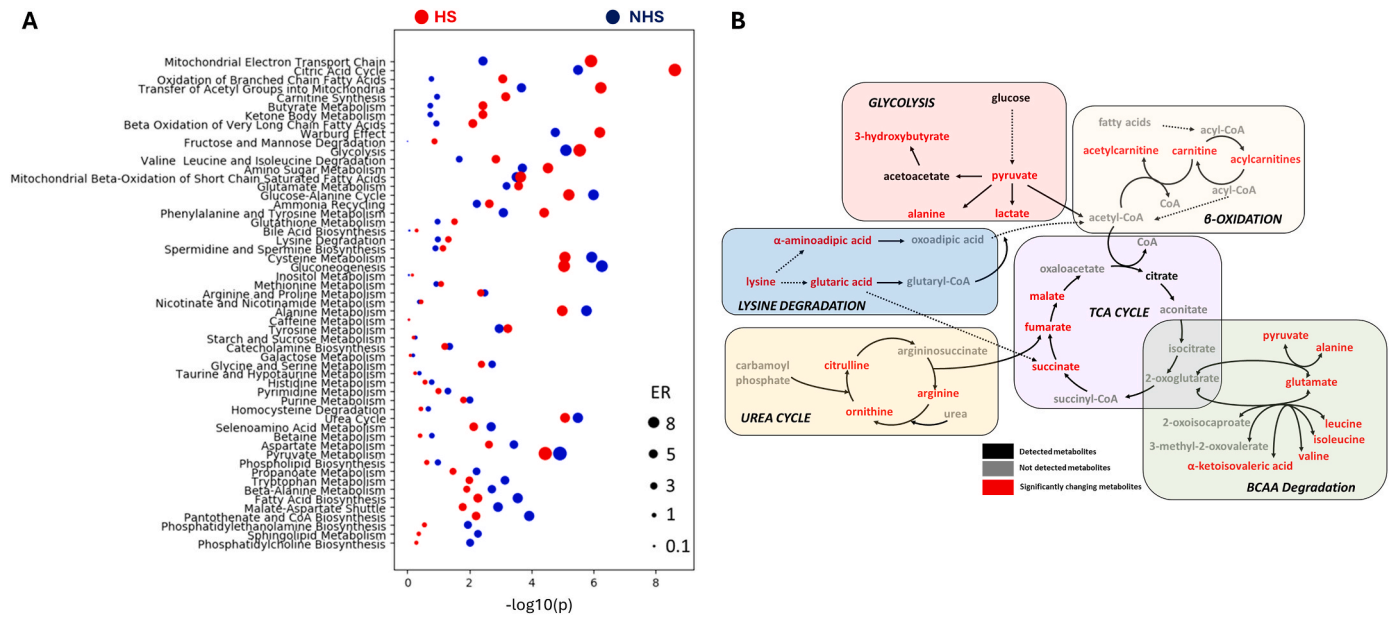 A
HS
NHS
B
Mitochondrial Electron Transport Chain
Citric Acid Cycle
Oxidation of Branched Chain Fatty Acids
Transfer of Acetyl Groups into Mitochondria
Carnitine Synthesis
Butyrate Metabolism
Ketone Body Metabolism
Beta Oxidation of Very Long Chain Fatty Acids
Warburg Effect
Fructose and Mannose Degradation
Glycolysis
Valine Leucine and Isoleucine Degradation
Amino Sugar Metabolism
Mitochondrial Beta-Oxidation of Short Chain Saturated Fatty Acids
Glutamate Metabolism
Glucose-Alanine Cycle
Ammonia Recycling
Phenylalanine and Tyrosine Metabolism
Glutathione Metabolism
Bile Acid Biosynthesis
Lysine Degradation
Spermidine and Spermine Biosynthesis
Cysteine Metabolism
Gluconeogenesis
Inositol Metabolism
Methionine Metabolism
Arginine and Proline Metabolism
Nicotinate and Nicotinamide Metabolism
Alanine Metabolism
Caffeine Metabolism
Tyrosine Metabolism
Starch and Sucrose Metabolism
Catecholamine Biosynthesis
Galactose Metabolism
Glycine and Serine Metabolism
Taurine and Hypotaurine Metabolism
Histidine Metabolism
Pyrimidine Metabolism
Purine Metabolism
Homocysteine Degradation
Urea Cycle
Selenoamino Acid Metabolism
Betaine Metabolism
Aspartate Metabolism
Pyruvate Metabolism
Phospholipid Biosynthesis
Propanoate Metabolism
Tryptophan Metabolism
Beta-Alanine Metabolism
Fatty Acid Biosynthesis
Malate-Aspartate Shuttle
Pantothenate and CoA Biosynthesis
Phosphatidylethanolamine Biosynthesis
Sphingolipid Metabolism
Phosphatidylcholine Biosynthesis
ER
8
5
3
1
0.1
0 2 4 6 8
-log10(p)
GLYCOLYSIS
glucose
3-hydroxybutyrate
acetoacetate
pyruvate
alanine
lactate
fatty acids
acyl-CoA
acetylcarnitine
carnitine
acylcarnitines
acyl-CoA
CoA
acetyl-CoA
β-OXIDATION
α-aminoadipic acid
oxoadipic acid
lysine
glutaric acid
glutaryl-CoA
LYSINE DEGRADATION
CoA
oxaloacetate
citrate
malate
TCA CYCLE
aconitate
fumarate
isocitrate
succinate
2-oxoglutarate
succinyl-CoA
argininosuccinate
carbamoyl
phosphate
citrulline
arginine
ornithine
urea
UREA CYCLE
pyruvate
alanine
glutamate
2-oxoisocaproate
leucine
isoleucine
3-methyl-2-oxovalerate
valine
α-ketoisovaleric acid
BCAA Degradation
Detected metabolites
Not detected metabolites
Significantly changing metabolites